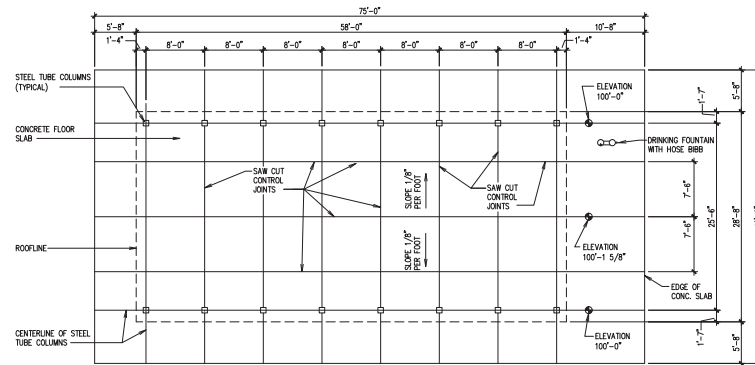 75'-0"
5'-8"
58'-0"
10'-8"
1'-4"
8'-0"
8'-0"
8'-0"
8'-0"
8'-0"
8'-0"
8'-0"
1'-4"
STEEL TUBE COLUMNS
(TYPICAL)
CONCRETE FLOOR
SLAB
ROOFLINE
CENTERLINE OF STEEL
TUBE COLUMNS
SAW CUT
CONTROL
JOINTS
SLOPE 1/8"
PER FOOT
SLOPE 1/8"
PER FOOT
SAW CUT
CONTROL
JOINTS
ELEVATION
100'-0"
DRINKING FOUNTAIN
WITH HOSE BIBB
ELEVATION
100'-1 5/8"
EDGE OF
CONC. SLAB
ELEVATION
100'-0"
7'-6"
7'-6"
1'-7"
25'-6"
1'-7"
5'-8"
28'-8"
5'-8"